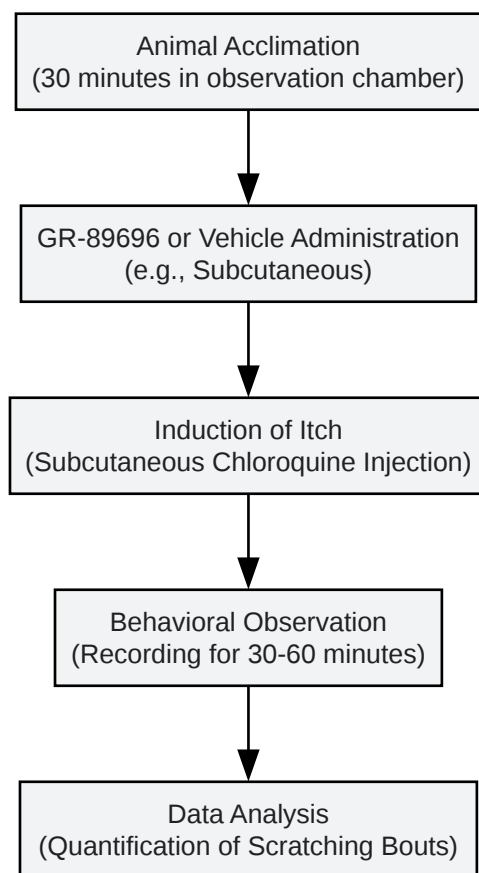 Animal Acclimation
(30 minutes in observation chamber)
GR-89696 or Vehicle Administration
(e.g., Subcutaneous)
Induction of Itch
(Subcutaneous Chloroquine Injection)
Behavioral Observation
(Recording for 30-60 minutes)
Data Analysis
(Quantification of Scratching Bouts)